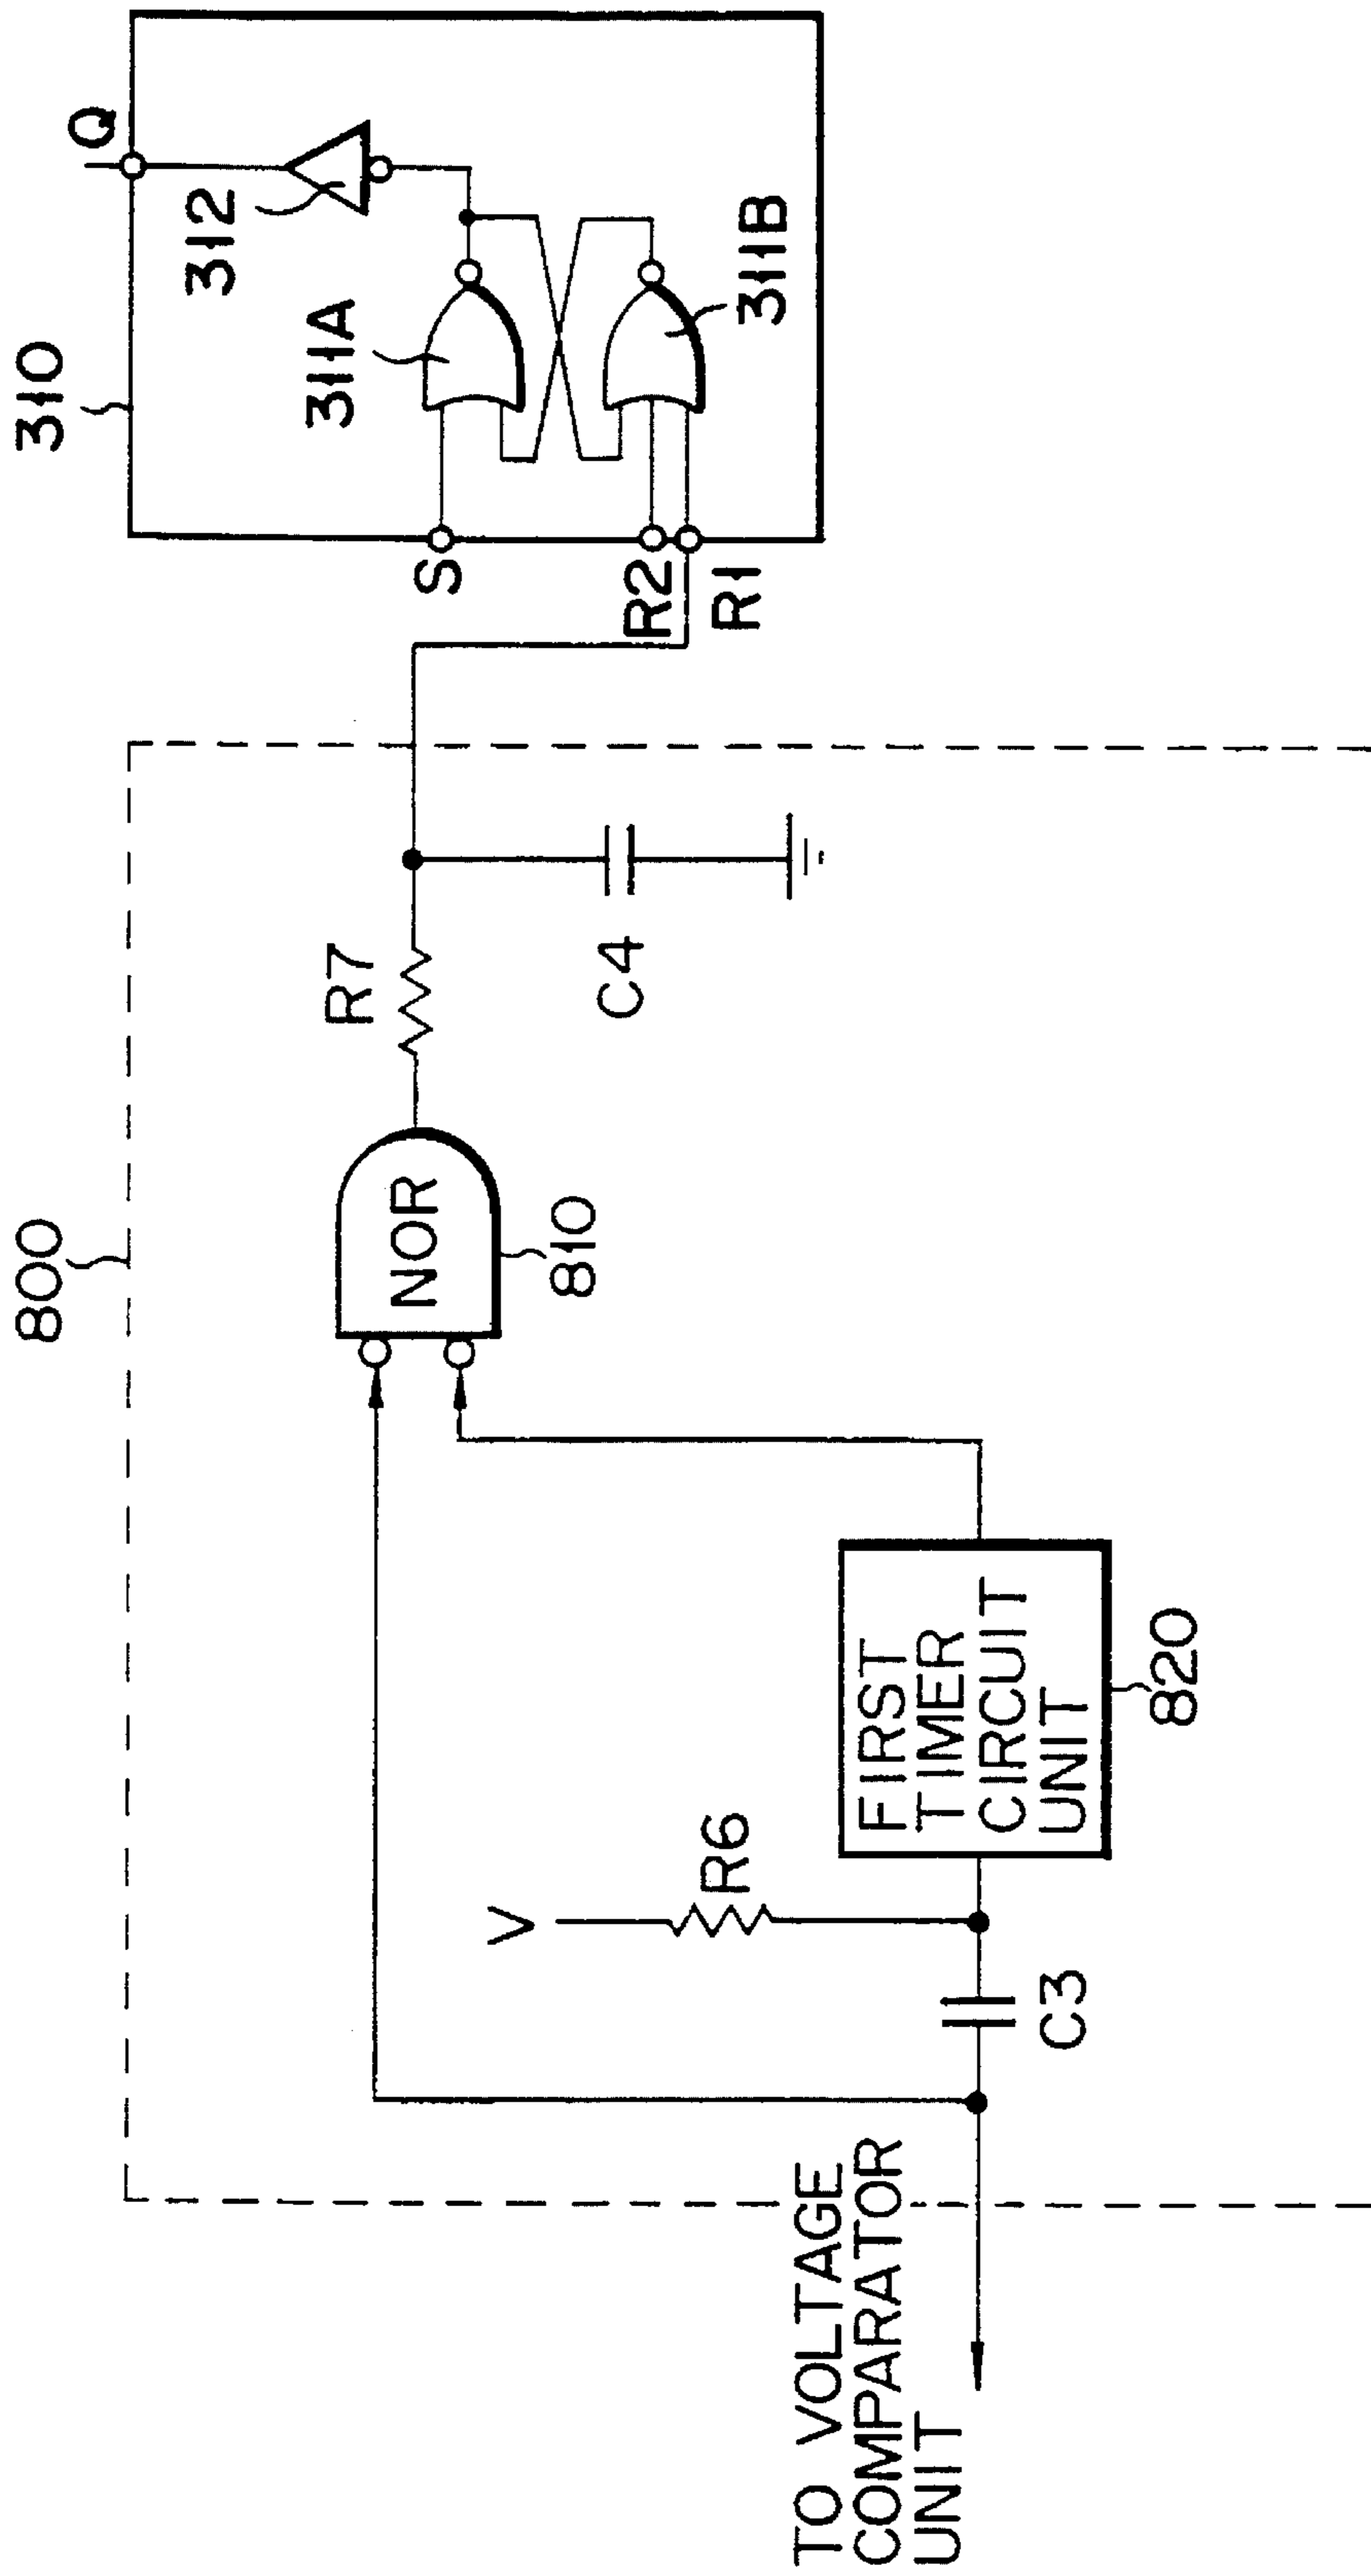 800
310
TO VOLTAGE
COMPARATOR
UNIT
V
R6
C3
FIRST
TIMER
CIRCUIT
UNIT
820
NOR
810
R7
C4
S
R2
R1
311A
311B
312
Q